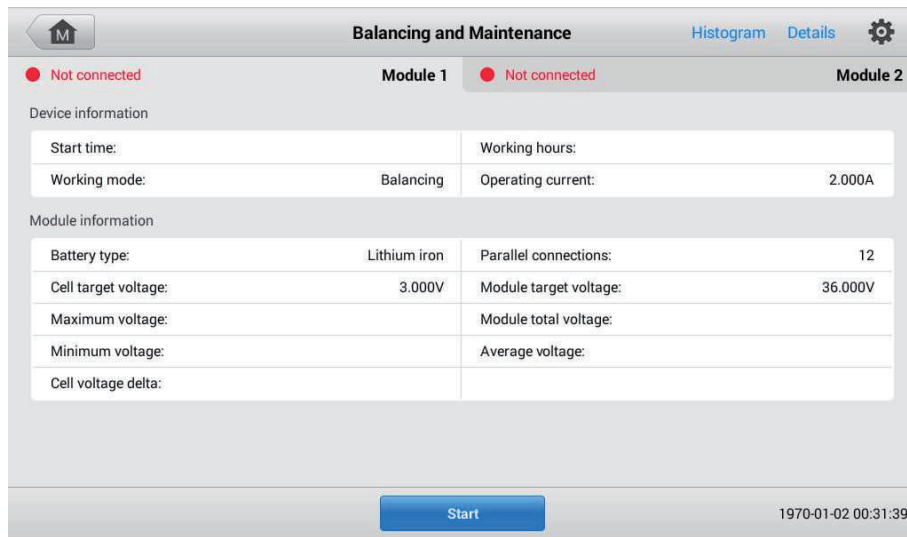 M Balancing and Maintenance Histogram Details
Not connected Module 1 Not connected Module 2
Device information
Start time: Working hours:
Working mode: Balancing Operating current: 2.000A
Module information
Battery type: Lithium iron Parallel connections: 12
Cell target voltage: 3.000V Module target voltage: 36.000V
Maximum voltage: Module total voltage:
Minimum voltage: Average voltage:
Cell voltage delta:
Start 1970-01-02 00:31:39